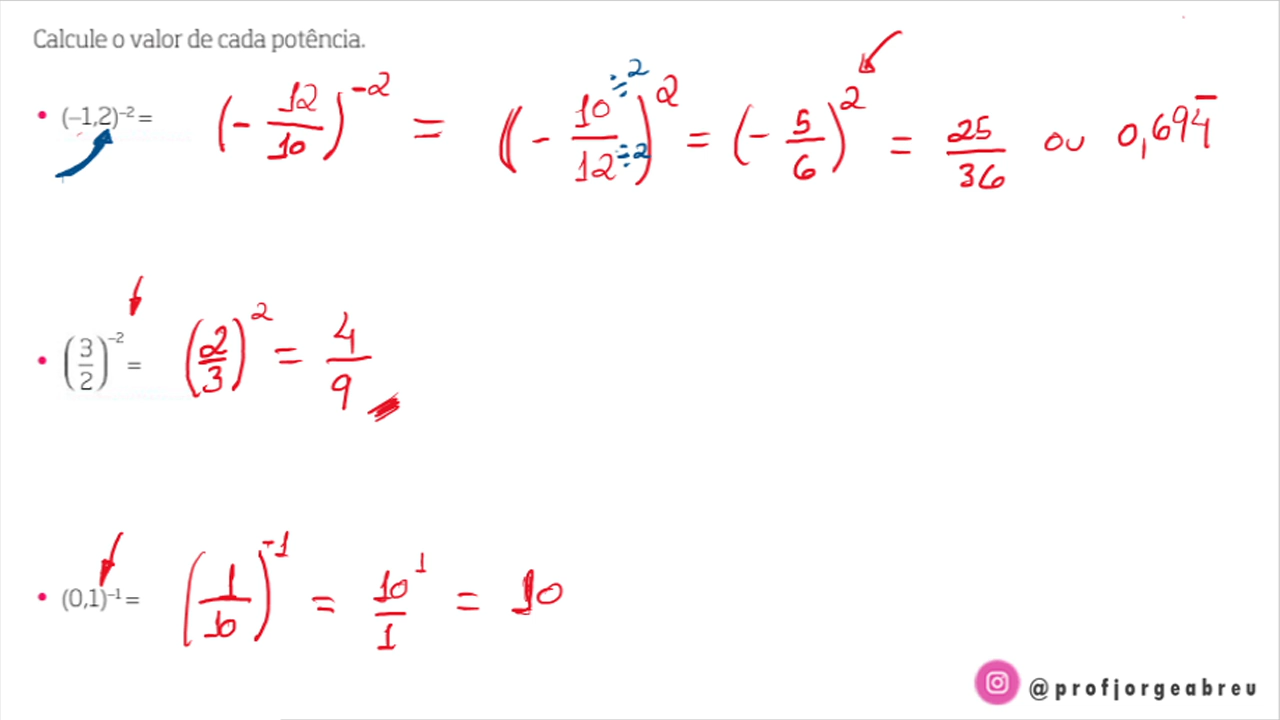 Calcule o valor de cada potência.
• (–1,2)⁻² = (- 12/10)⁻² = (- 10÷2/12÷2)² = (- 5/6)² = 25/36 ou 0,694̅
• (3/2)⁻² = (2/3)² = 4/9
• (0,1)⁻¹ = (1/10)⁻¹ = 10¹/1 = 10
@profjorgeabreu